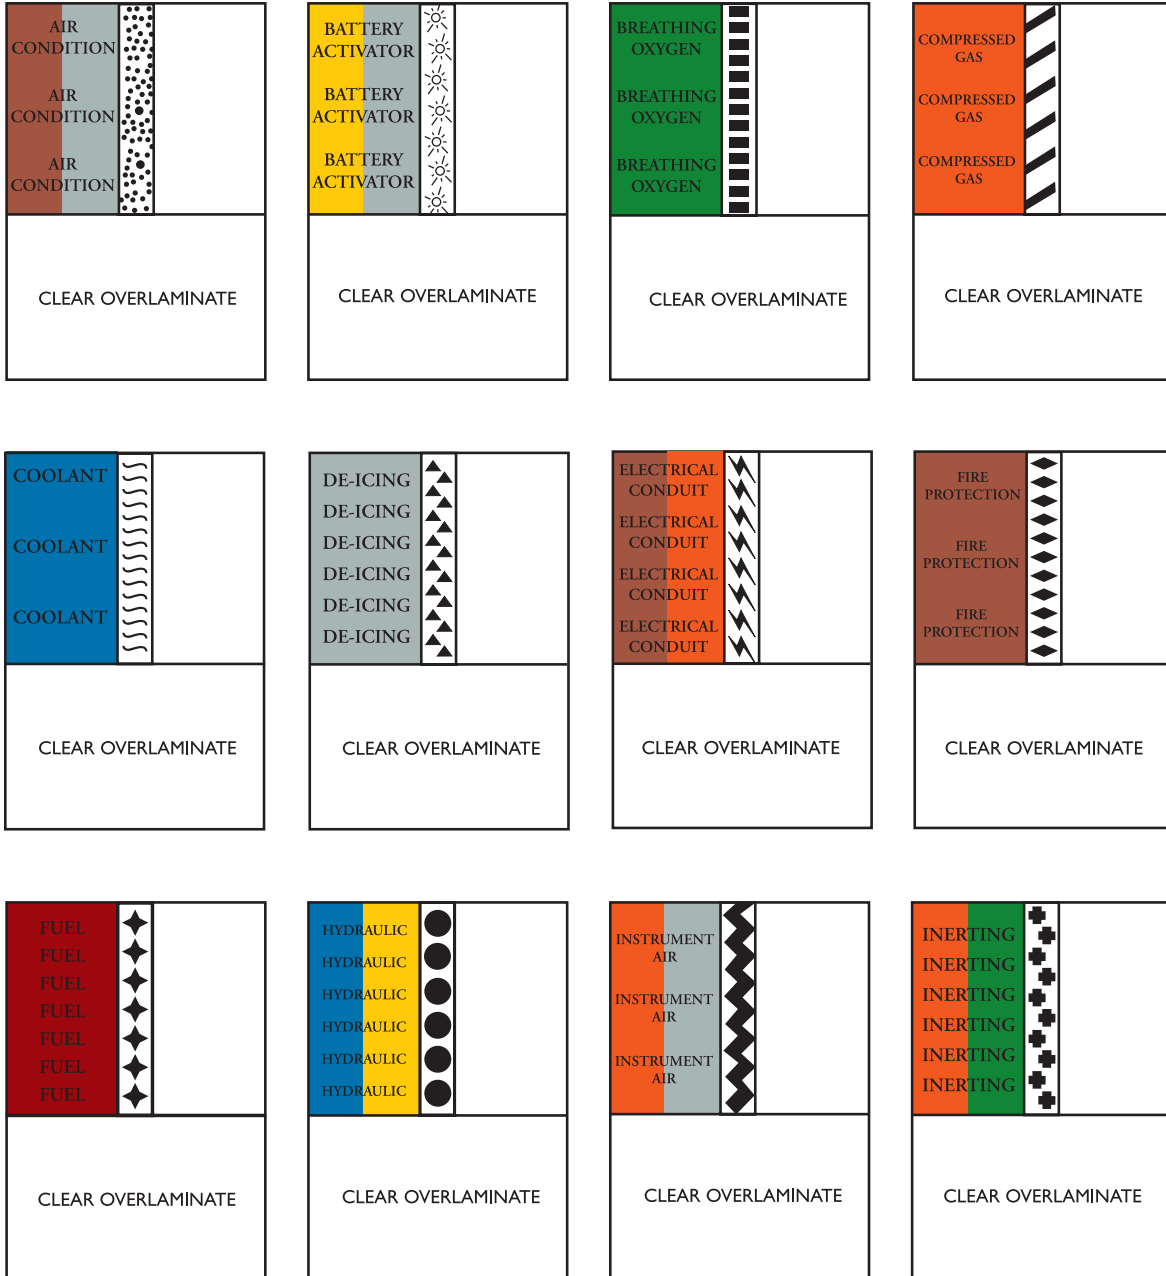 AIR
CONDITION
AIR
CONDITION
AIR
CONDITION
CLEAR OVERLAMINATE
BATTERY
ACTIVATOR
BATTERY
ACTIVATOR
BATTERY
ACTIVATOR
CLEAR OVERLAMINATE
BREATHING
OXYGEN
BREATHING
OXYGEN
BREATHING
OXYGEN
CLEAR OVERLAMINATE
COMPRESSED
GAS
COMPRESSED
GAS
COMPRESSED
GAS
CLEAR OVERLAMINATE
COOLANT
COOLANT
COOLANT
CLEAR OVERLAMINATE
DE-ICING
DE-ICING
DE-ICING
DE-ICING
DE-ICING
DE-ICING
CLEAR OVERLAMINATE
ELECTRICAL
CONDUIT
ELECTRICAL
CONDUIT
ELECTRICAL
CONDUIT
ELECTRICAL
CONDUIT
CLEAR OVERLAMINATE
FIRE
PROTECTION
FIRE
PROTECTION
FIRE
PROTECTION
CLEAR OVERLAMINATE
FUEL
FUEL
FUEL
FUEL
FUEL
FUEL
FUEL
CLEAR OVERLAMINATE
HYDRAULIC
HYDRAULIC
HYDRAULIC
HYDRAULIC
HYDRAULIC
HYDRAULIC
CLEAR OVERLAMINATE
INSTRUMENT
AIR
INSTRUMENT
AIR
INSTRUMENT
AIR
CLEAR OVERLAMINATE
INERTING
INERTING
INERTING
INERTING
INERTING
INERTING
CLEAR OVERLAMINATE